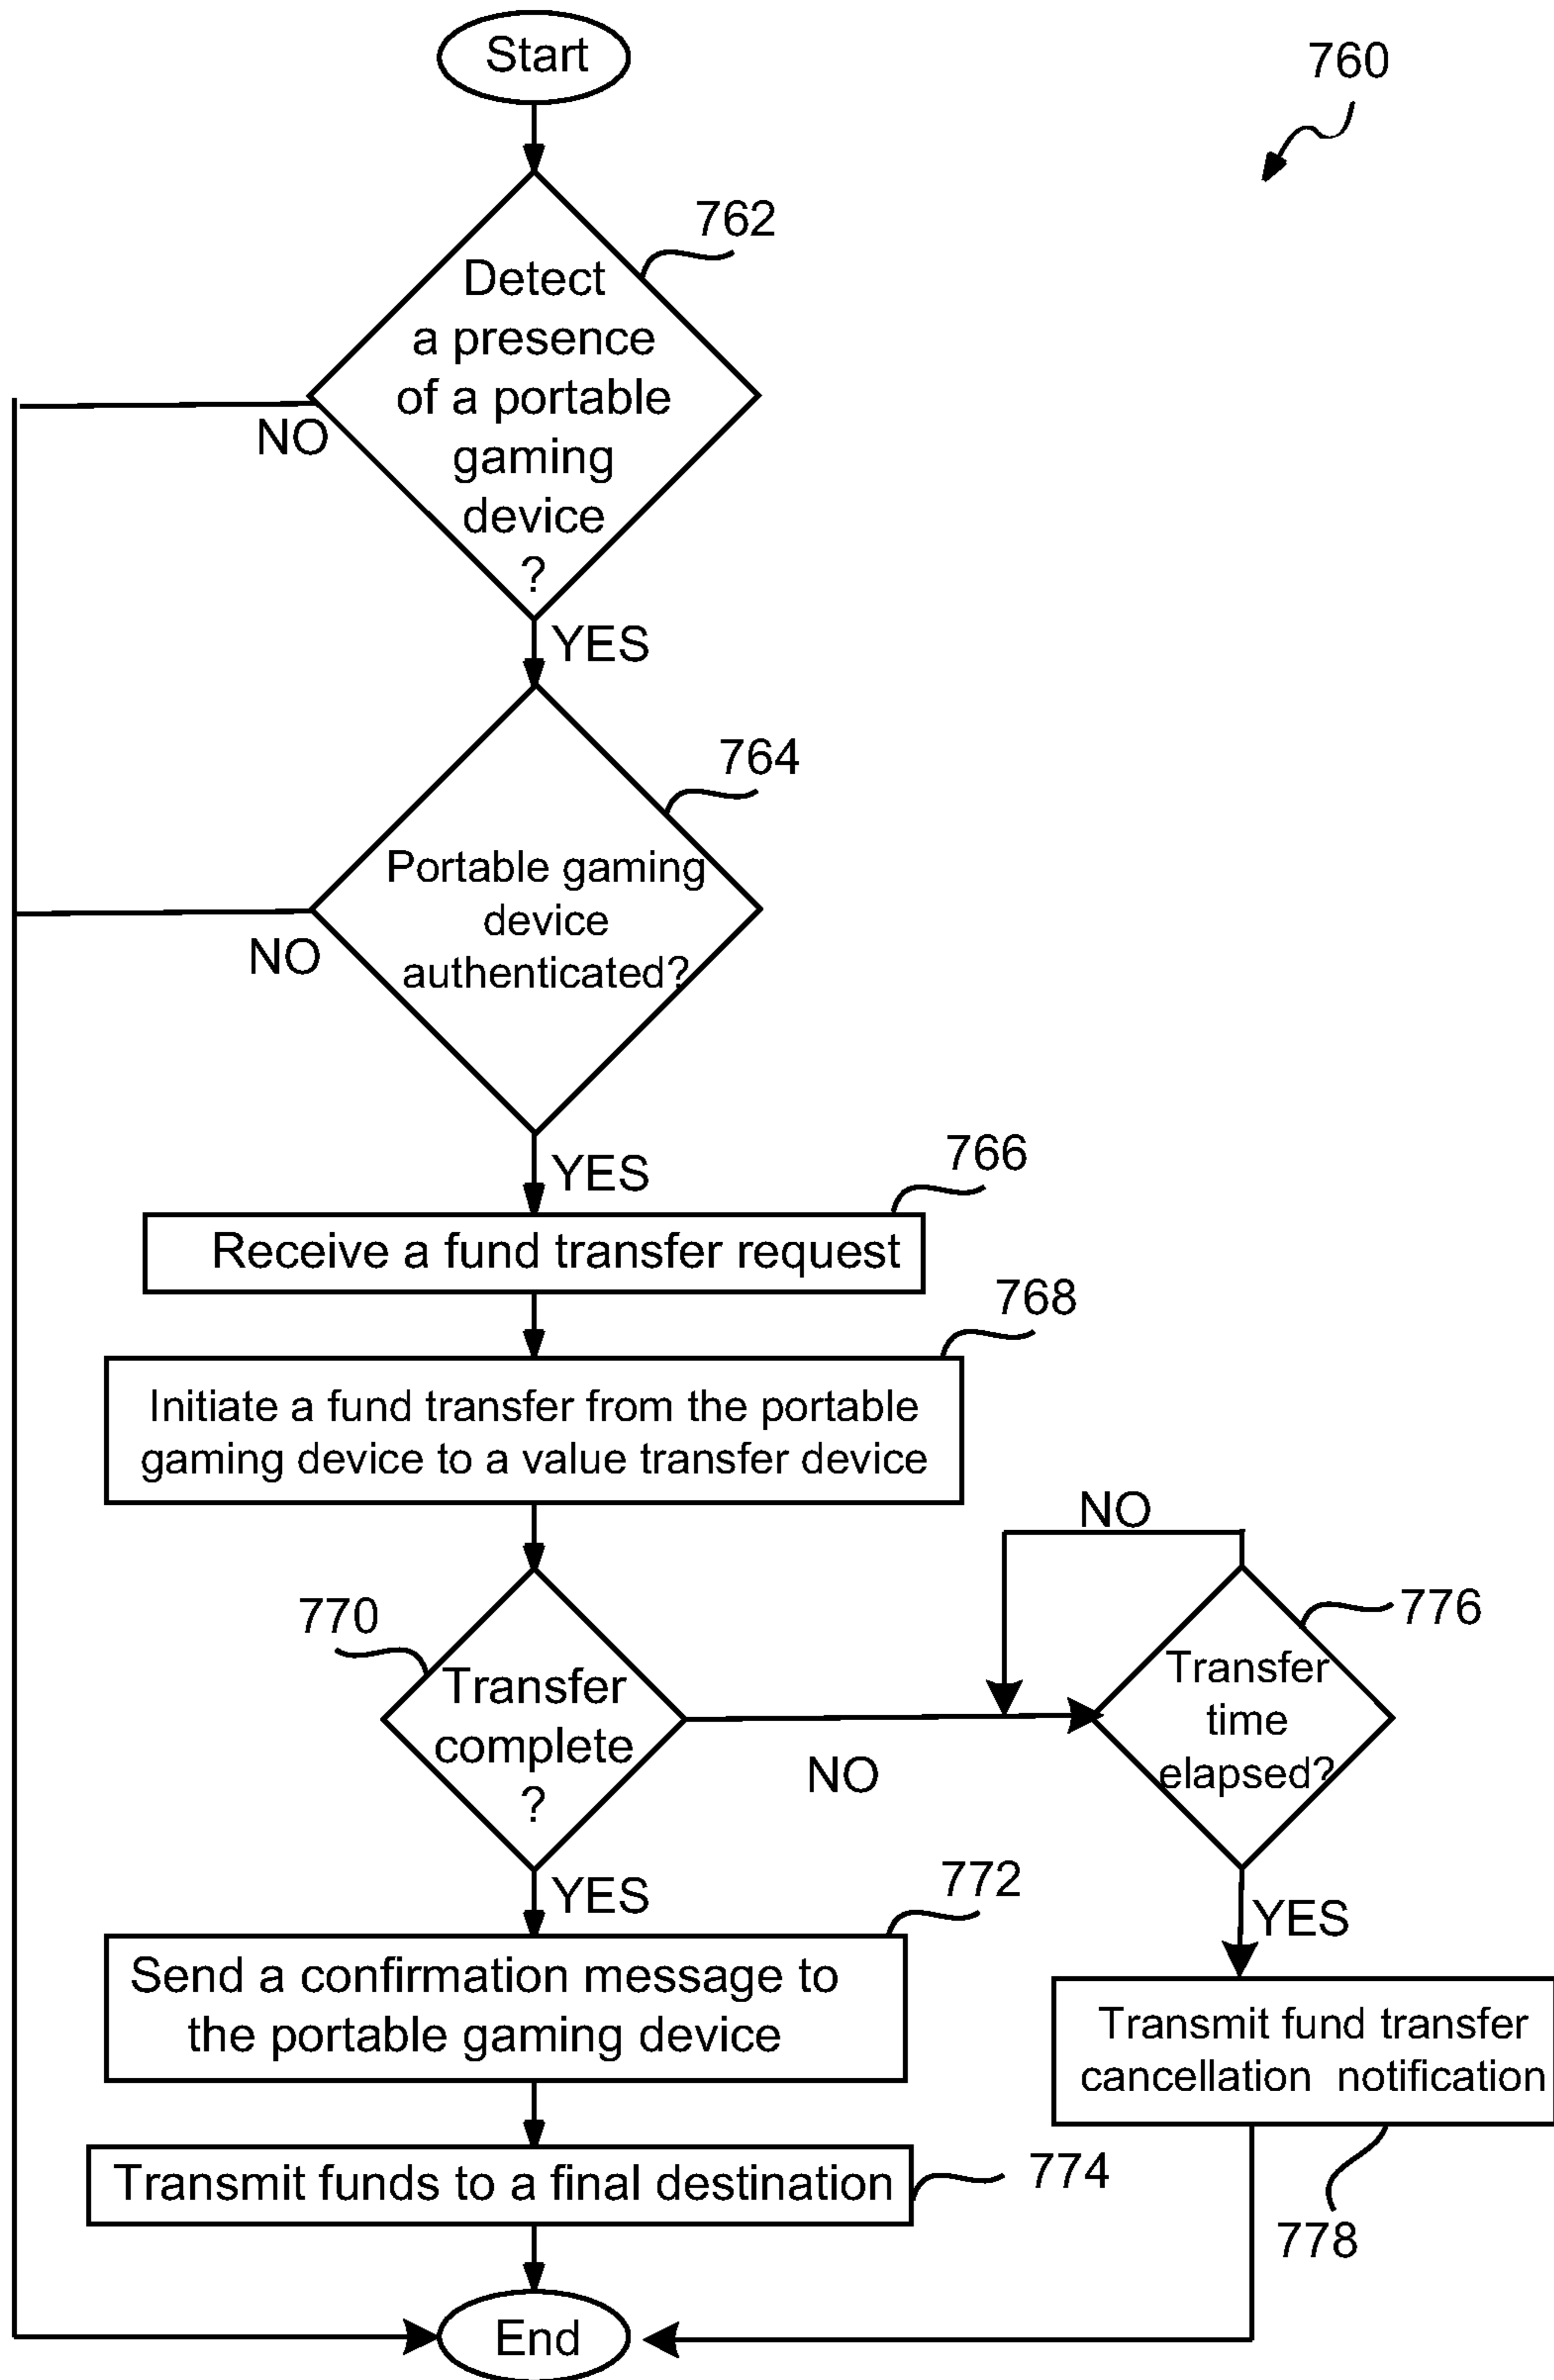 Start
760
762
Detect
a presence
of a portable
gaming
device
?
NO
YES
764
Portable gaming
device
authenticated?
NO
YES
766
Receive a fund transfer request
768
Initiate a fund transfer from the portable
gaming device to a value transfer device
NO
770
Transfer
complete
?
776
Transfer
time
elapsed?
NO
YES
772
YES
Send a confirmation message to
the portable gaming device
Transmit fund transfer
cancellation notification
Transmit funds to a final destination
774
778
End